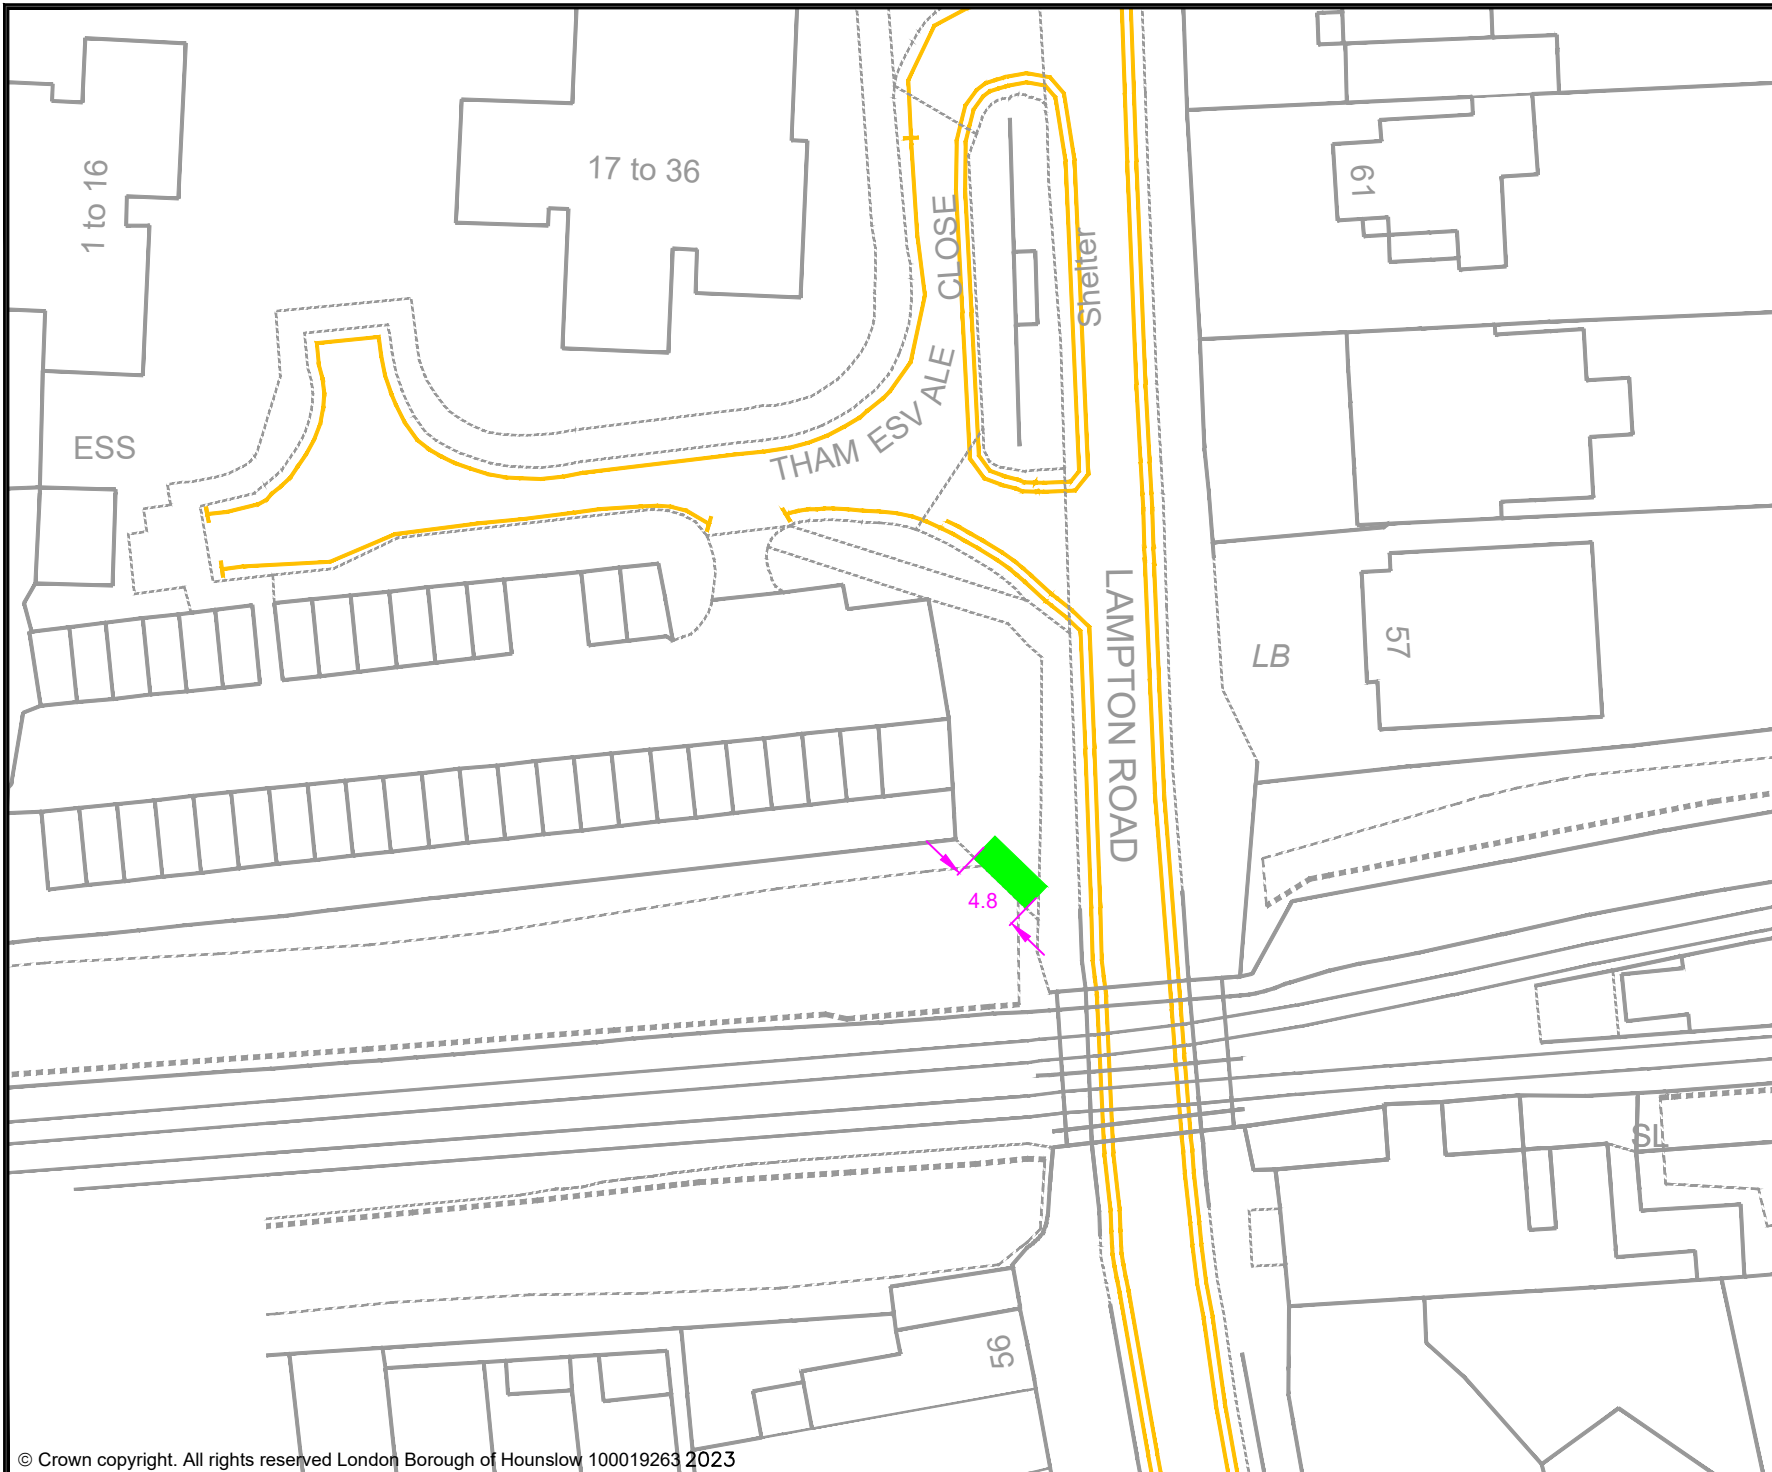 1 to 16
17 to 36
61
CLOSE
Shelter
THAM ESV ALE
ESS
LAMPTON ROAD
LB
57
4.8
SL
56
© Crown copyright. All rights reserved London Borough of Hounslow 100019263 2023